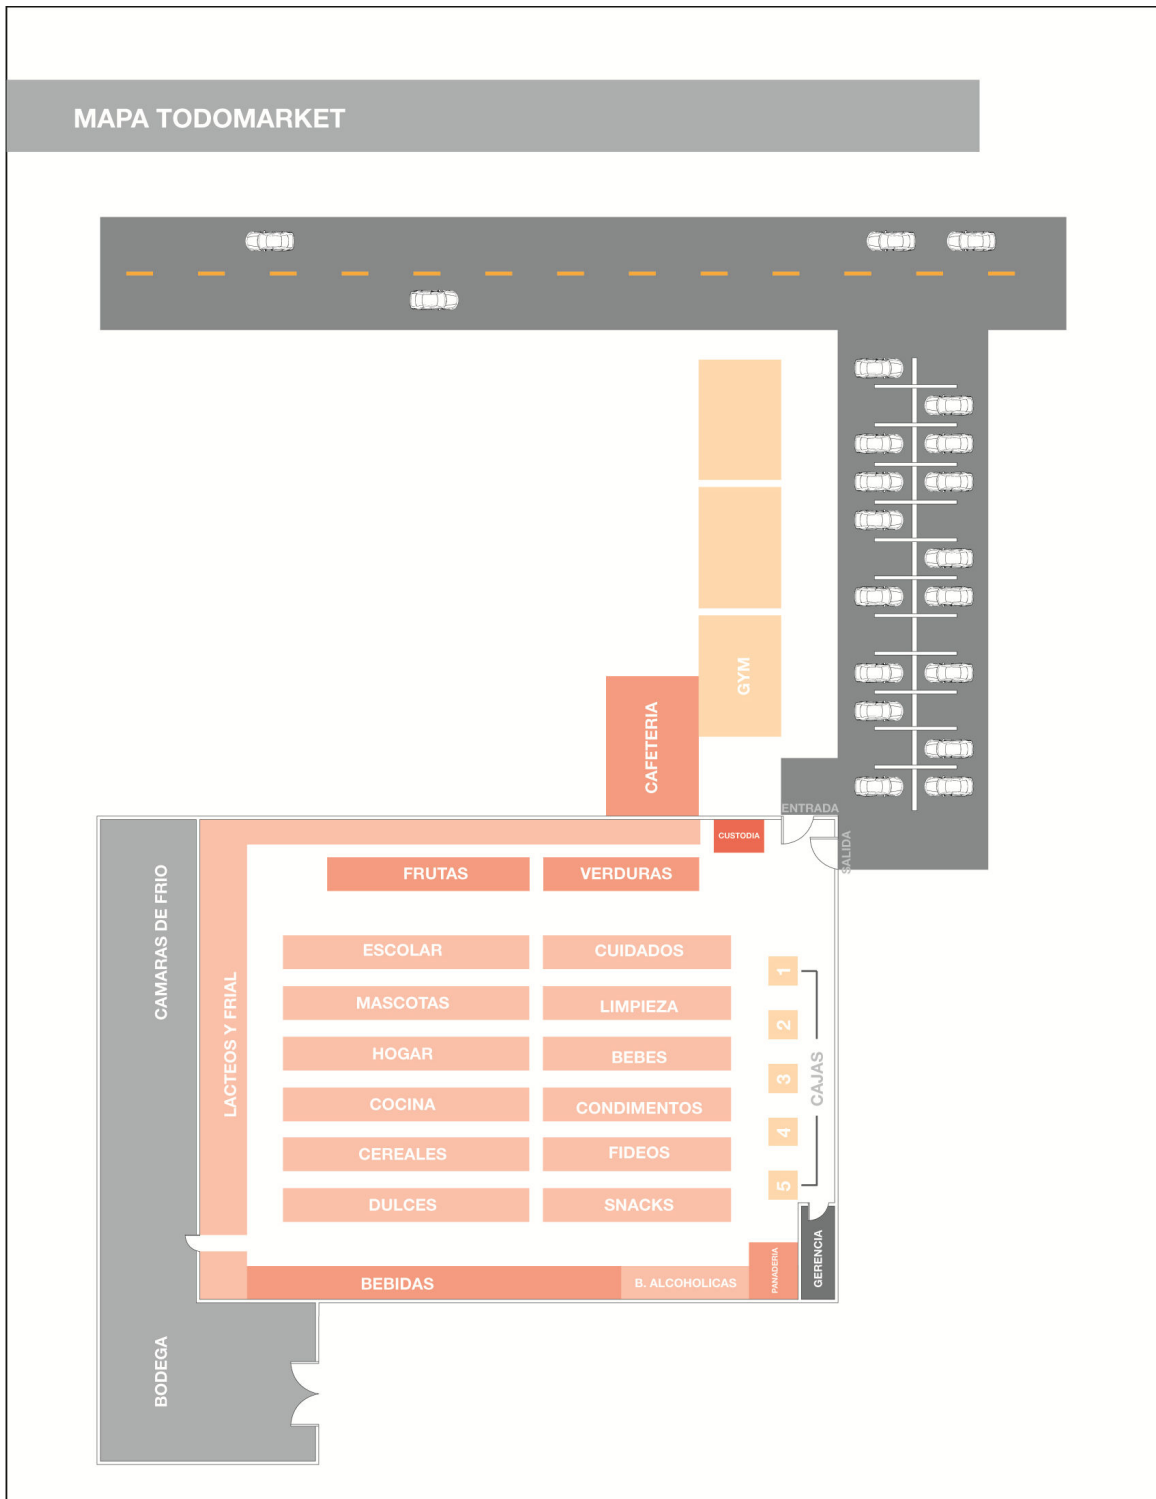 MAPA TODOMARKET
GYM
CAFETERIA
ENTRADA
SALIDA
CUSTODIA
FRUTAS
VERDURAS
CAMARAS DE FRIO
LACTEOS Y FRIAL
ESCOLAR
CUIDADOS
MASCOTAS
LIMPIEZA
HOGAR
BEBES
COCINA
CONDIMENTOS
CEREALES
FIDEOS
DULCES
SNACKS
1
2
3
4
5
CAJAS
GERENCIA
PANADERIA
BEBIDAS
B. ALCOHOLICAS
BODEGA